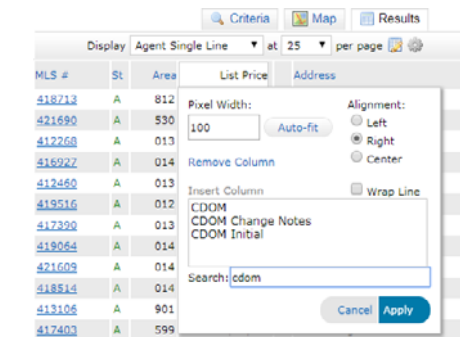 Criteria Map Results
Display Agent Single Line at 25 per page
MLS # St Area List Price Address
418713 A 812
421690 A 530
412268 A 013
416927 A 014
412460 A 013
419516 A 012
417390 A 013
419064 A 014
421609 A 014
418514 A 014
413106 A 901
417403 A 599
Pixel Width: Alignment:
100 Auto-fit Left
Right
Remove Column Center
Insert Column Wrap Line
CDOM
CDOM Change Notes
CDOM Initial
Search: cdom
Cancel Apply